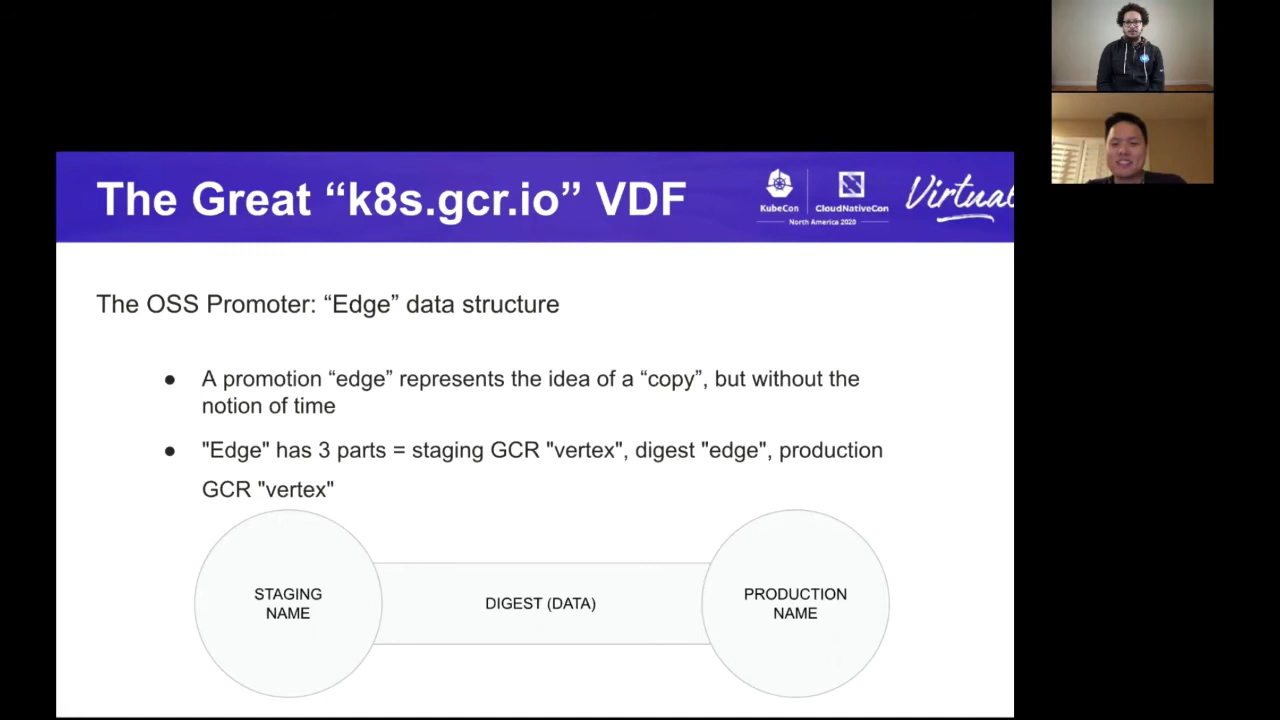 The Great “k8s.gcr.io” VDF
KubeCon
CloudNativeCon
North America 2020
Virtual
The OSS Promoter: “Edge” data structure
● A promotion “edge” represents the idea of a “copy”, but without the
notion of time
● "Edge" has 3 parts = staging GCR "vertex", digest "edge", production
GCR "vertex"
STAGING
NAME
DIGEST (DATA)
PRODUCTION
NAME